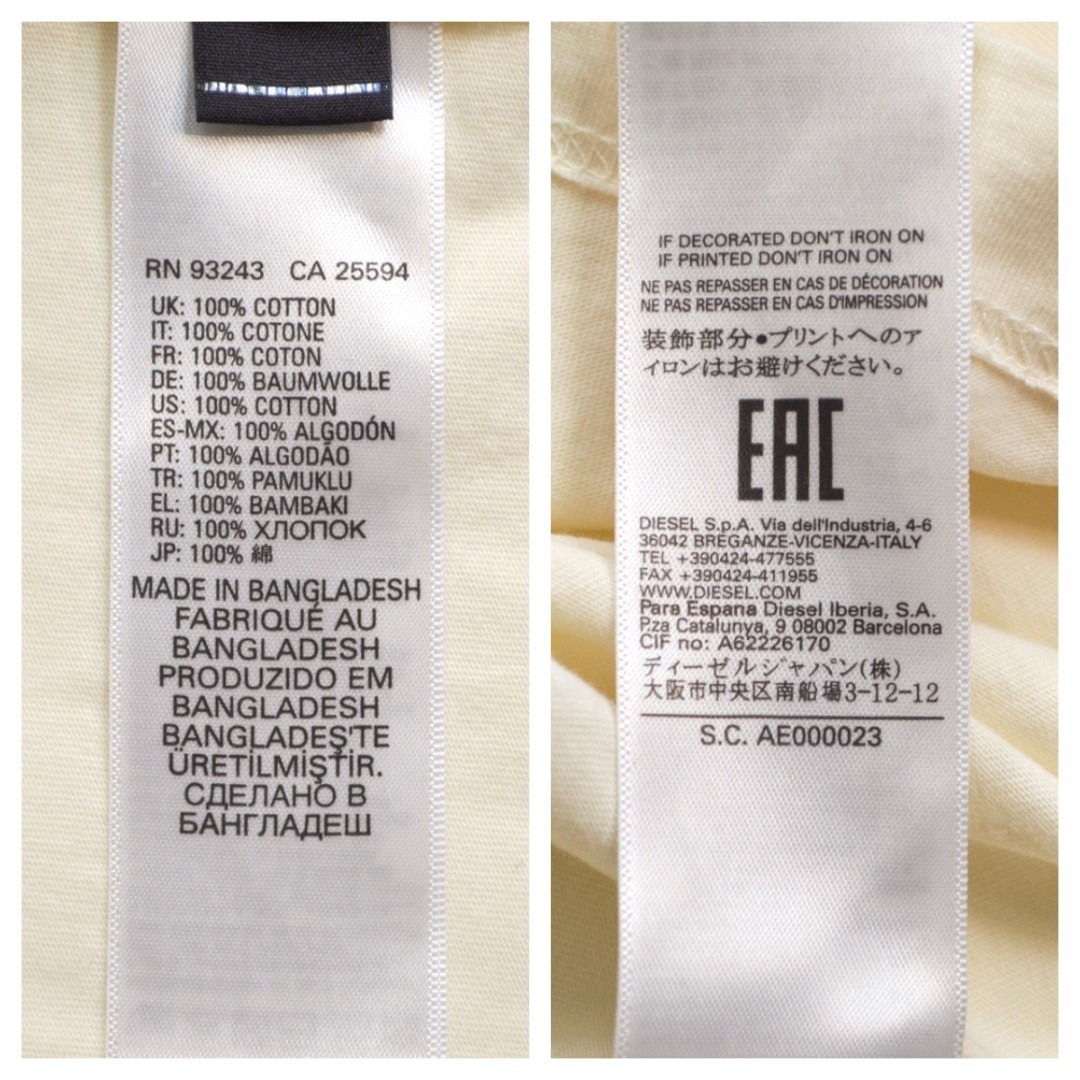 RN 93243 CA 25594
UK: 100% COTTON
IT: 100% COTONE
FR: 100% COTON
DE: 100% BAUMWOLLE
US: 100% COTTON
ES-MX: 100% ALGODÓN
PT: 100% ALGODÃO
TR: 100% PAMUKLU
EL: 100% BAMBAKI
RU: 100% ХЛОПОК
JP: 100% 綿
MADE IN BANGLADESH
FABRIQUÉ AU
BANGLADESH
PRODUZIDO EM
BANGLADESH
BANGLADEŞ'TE
ÜRETİLMİŞTİR.
СДЕЛАНО В
БАНГЛАДЕШ
IF DECORATED DON'T IRON ON
IF PRINTED DON'T IRON ON
NE PAS REPASSER EN CAS DE DÉCORATION
NE PAS REPASSER EN CAS D'IMPRESSION
装飾部分●プリントへのア
イロンはお避けください。
EAC
DIESEL S.p.A. Via dell'Industria, 4-6
36042 BREGANZE-VICENZA-ITALY
TEL +390424-477555
FAX +390424-411955
WWW.DIESEL.COM
Para Espana Diesel Iberia, S.A.
P.za Catalunya, 9 08002 Barcelona
CIF no: A62226170
ディーゼルジャパン(株)
大阪市中央区南船場3-12-12
S.C. AE000023